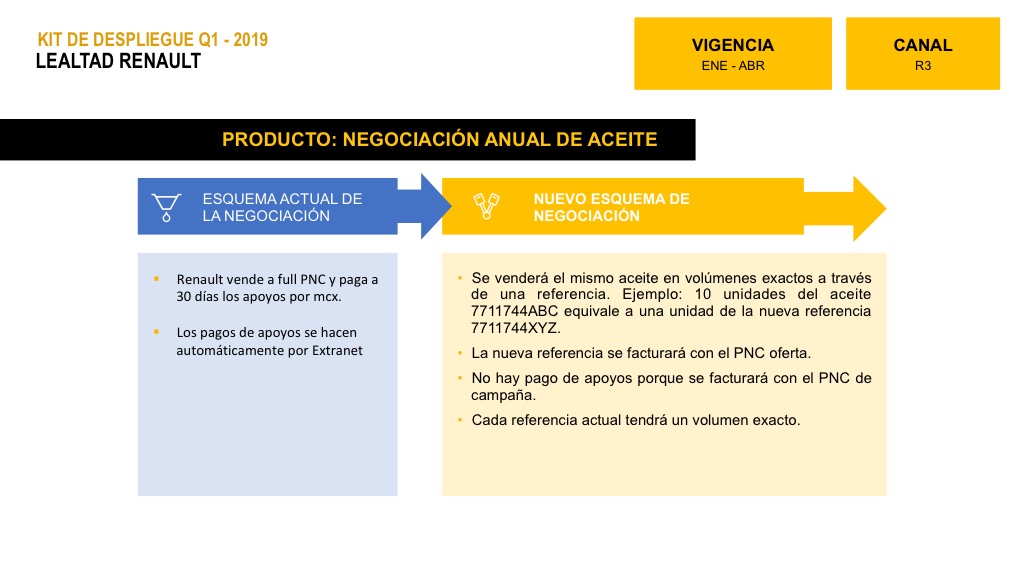 KIT DE DESPLIEGUE Q1 - 2019
LEALTAD RENAULT
VIGENCIA
ENE - ABR
CANAL
R3
PRODUCTO: NEGOCIACIÓN ANUAL DE ACEITE
ESQUEMA ACTUAL DE
LA NEGOCIACIÓN
NUEVO ESQUEMA DE
NEGOCIACIÓN
▪ Renault vende a full PNC y paga a
30 días los apoyos por mcx.
▪ Los pagos de apoyos se hacen
automáticamente por Extranet
• Se venderá el mismo aceite en volúmenes exactos a través
de una referencia. Ejemplo: 10 unidades del aceite
7711744ABC equivale a una unidad de la nueva referencia
7711744XYZ.
• La nueva referencia se facturará con el PNC oferta.
• No hay pago de apoyos porque se facturará con el PNC de
campaña.
• Cada referencia actual tendrá un volumen exacto.